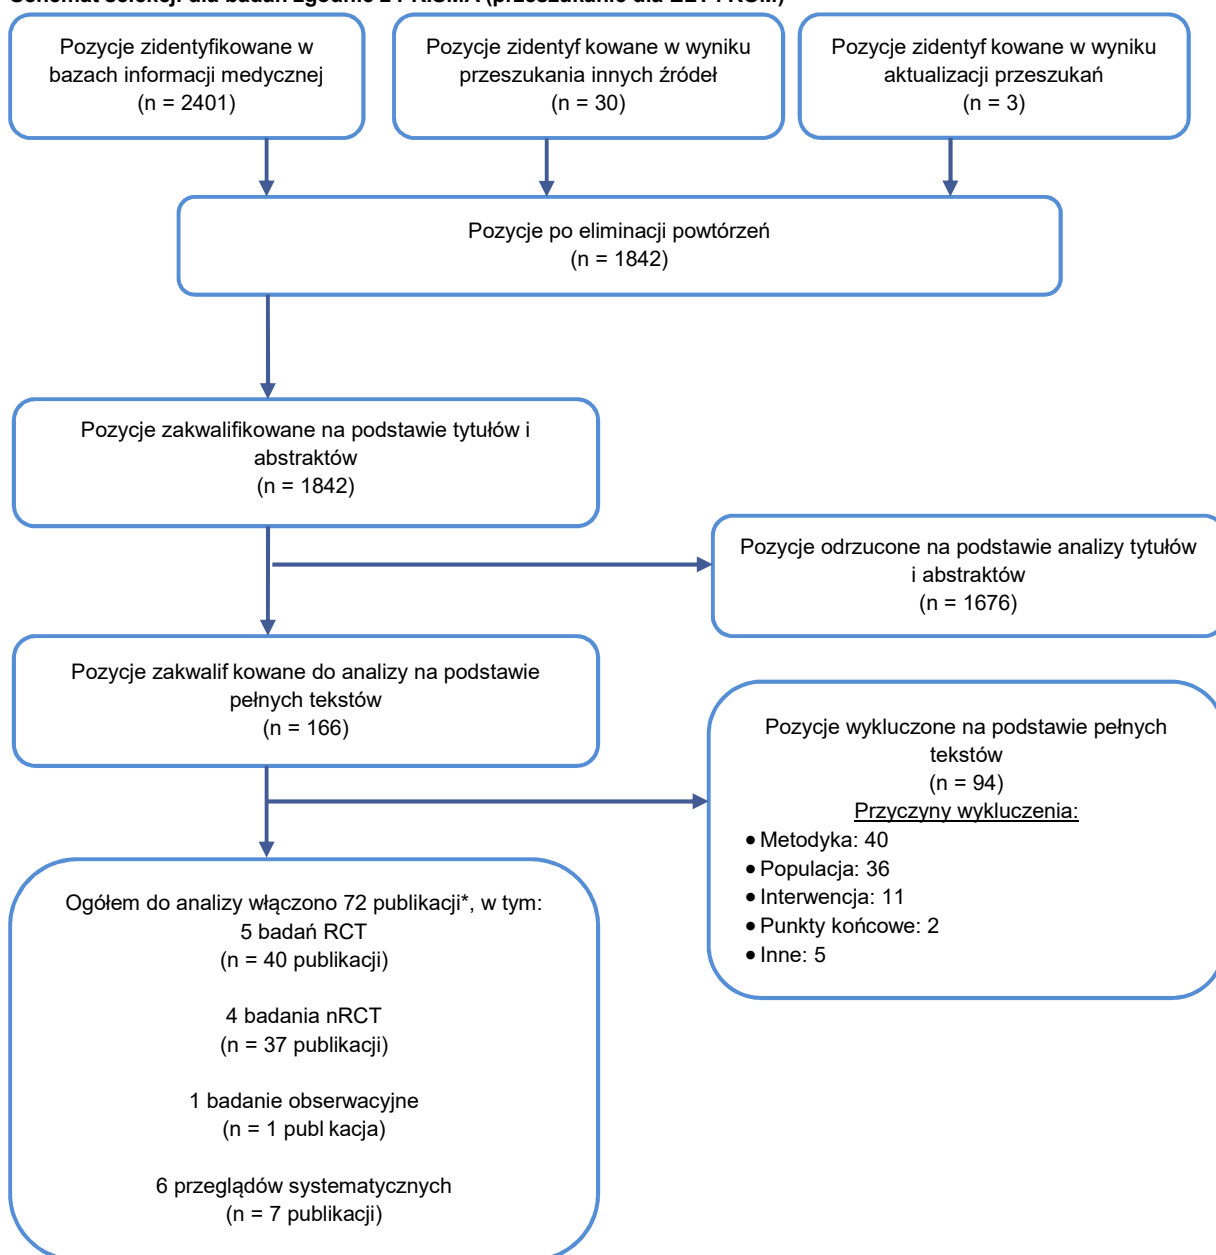 Pozycje zidentyfikowane w
bazach informacji medycznej
(n = 2401)
Pozycje zidentyf kowane w wyniku
przeszukania innych źródeł
(n = 30)
Pozycje zidentyf kowane w wyniku
aktualizacji przeszukań
(n = 3)
Pozycje po eliminacji powtórzeń
(n = 1842)
Pozycje zakwalifikowane na podstawie tytułów i
abstraktów
(n = 1842)
Pozycje odrzucone na podstawie analizy tytułów
i abstraktów
(n = 1676)
Pozycje zakwalif kowane do analizy na podstawie
pełnych tekstów
(n = 166)
Pozycje wykluczone na podstawie pełnych
tekstów
(n = 94)
Przyczyny wykluczenia:
• Metodyka: 40
• Populacja: 36
• Interwencja: 11
• Punkty końcowe: 2
• Inne: 5
Ogółem do analizy włączono 72 publikacji*, w tym:
5 badań RCT
(n = 40 publikacji)
4 badania nRCT
(n = 37 publikacji)
1 badanie obserwacyjne
(n = 1 publ kacja)
6 przeglądów systematycznych
(n = 7 publikacji)